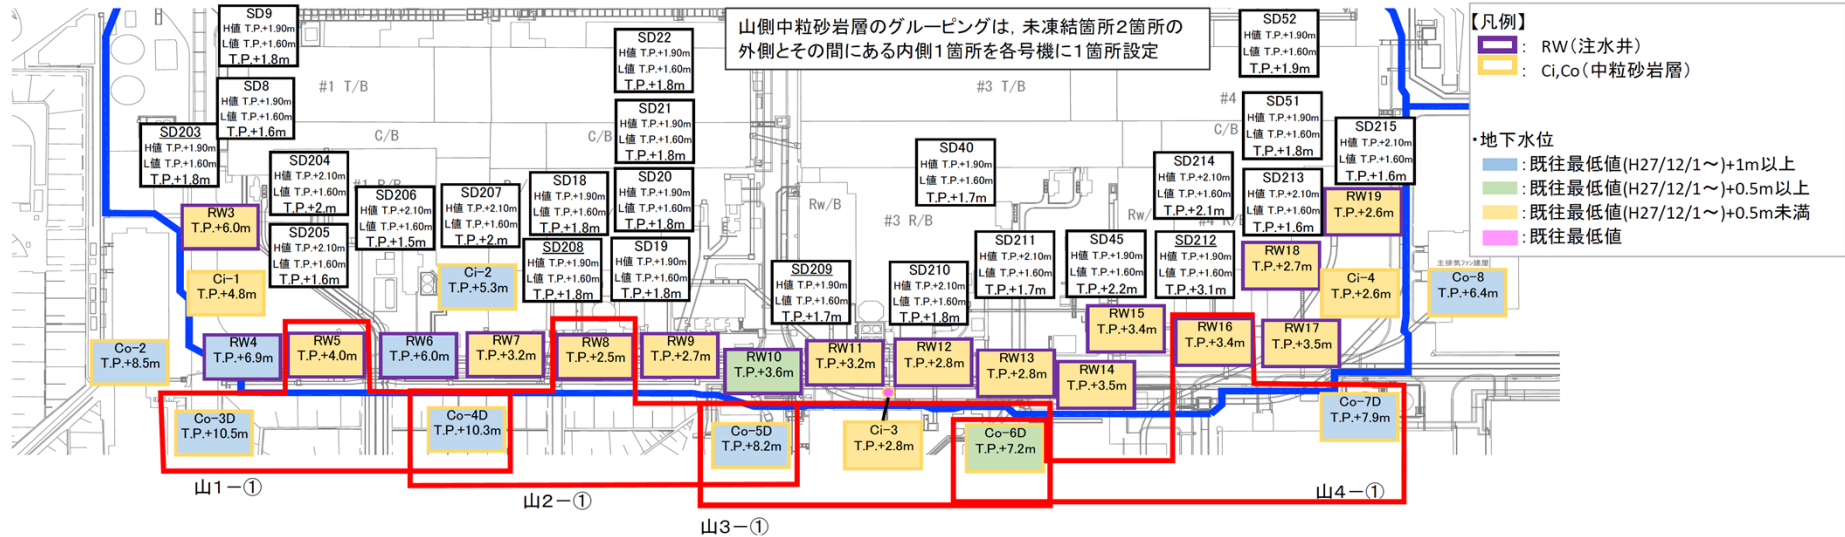 山側中粒砂岩層のグルーピングは，未凍結箇所2箇所の
外側とその間にある内側１箇所を各号機に１箇所設定
【凡例】
： RW（注水井）
： Ci,Co（中粒砂岩層）
・地下水位
：既往最低値(H27/12/1～)+1m以上
：既往最低値(H27/12/1～)+0.5m以上
：既往最低値(H27/12/1～)+0.5m未満
：既往最低値
SD9
H値 T.P.+1.90m
L値 T.P.+1.60m
T.P.+1.8m
SD8
H値 T.P.+1.90m
L値 T.P.+1.60m
T.P.+1.6m
SD203
H値 T.P.+1.90m
L値 T.P.+1.60m
T.P.+1.8m
SD204
H値 T.P.+2.10m
L値 T.P.+1.60m
T.P.+2.m
SD205
H値 T.P.+2.10m
L値 T.P.+1.60m
T.P.+1.6m
SD206
H値 T.P.+2.10m
L値 T.P.+1.60m
T.P.+1.5m
SD207
H値 T.P.+2.10m
L値 T.P.+1.60m
T.P.+2.m
SD18
H値 T.P.+1.90m
L値 T.P.+1.60m
T.P.+1.8m
SD208
H値 T.P.+1.90m
L値 T.P.+1.60m
T.P.+1.8m
SD22
H値 T.P.+1.90m
L値 T.P.+1.60m
T.P.+1.8m
SD21
H値 T.P.+1.90m
L値 T.P.+1.60m
T.P.+1.8m
SD20
H値 T.P.+1.90m
L値 T.P.+1.60m
T.P.+1.8m
SD19
H値 T.P.+1.90m
L値 T.P.+1.60m
T.P.+1.8m
SD209
H値 T.P.+1.90m
L値 T.P.+1.60m
T.P.+1.7m
SD210
H値 T.P.+2.10m
L値 T.P.+1.60m
T.P.+1.8m
SD40
H値 T.P.+1.90m
L値 T.P.+1.60m
T.P.+1.7m
SD211
H値 T.P.+2.10m
L値 T.P.+1.60m
T.P.+1.7m
SD45
H値 T.P.+1.90m
L値 T.P.+1.60m
T.P.+2.2m
SD214
H値 T.P.+2.10m
L値 T.P.+1.60m
T.P.+2.1m
SD212
H値 T.P.+1.90m
L値 T.P.+1.60m
T.P.+3.1m
SD52
H値 T.P.+1.90m
L値 T.P.+1.60m
T.P.+1.9m
SD51
H値 T.P.+1.90m
L値 T.P.+1.60m
T.P.+1.8m
SD213
H値 T.P.+2.10m
L値 T.P.+1.60m
T.P.+1.6m
SD215
H値 T.P.+2.10m
L値 T.P.+1.60m
T.P.+1.6m
#1 T/B
C/B
C/B
#3 T/B
#4
C/B
Rw/B
#3 R/B
Rw/
主排気ファン建屋
RW3
T.P.+6.0m
Ci-1
T.P.+4.8m
Ci-2
T.P.+5.3m
Co-2
T.P.+8.5m
RW4
T.P.+6.9m
RW5
T.P.+4.0m
RW6
T.P.+6.0m
RW7
T.P.+3.2m
RW8
T.P.+2.5m
RW9
T.P.+2.7m
RW10
T.P.+3.6m
RW11
T.P.+3.2m
RW12
T.P.+2.8m
RW13
T.P.+2.8m
RW14
T.P.+3.5m
RW15
T.P.+3.4m
RW16
T.P.+3.4m
RW17
T.P.+3.5m
RW18
T.P.+2.7m
RW19
T.P.+2.6m
Ci-4
T.P.+2.6m
Co-8
T.P.+6.4m
Co-3D
T.P.+10.5m
Co-4D
T.P.+10.3m
Co-5D
T.P.+8.2m
Ci-3
T.P.+2.8m
Co-6D
T.P.+7.2m
Co-7D
T.P.+7.9m
山1－①
山2－①
山3－①
山4－①